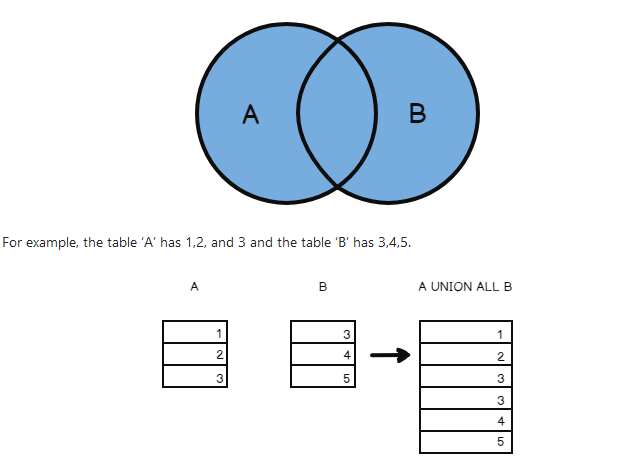 A B
For example, the table ‘A’ has 1,2, and 3 and the table ‘B’ has 3,4,5.
A B A UNION ALL B
1 3 1
2 4 2
3 5 3
3
4
5